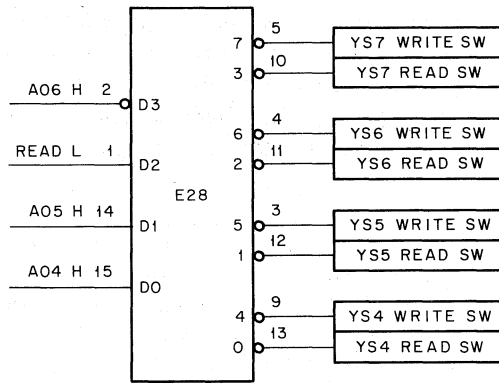 5
7 YS7 WRITE SW
10
3 YS7 READ SW
A06 H 2
D3
4
6 YS6 WRITE SW
READ L 1 D2
11
2 YS6 READ SW
E28
3
A05 H 14 D1 5 YS5 WRITE SW
12
1 YS5 READ SW
A04 H 15 D0
9
4 YS4 WRITE SW
13
0 YS4 READ SW